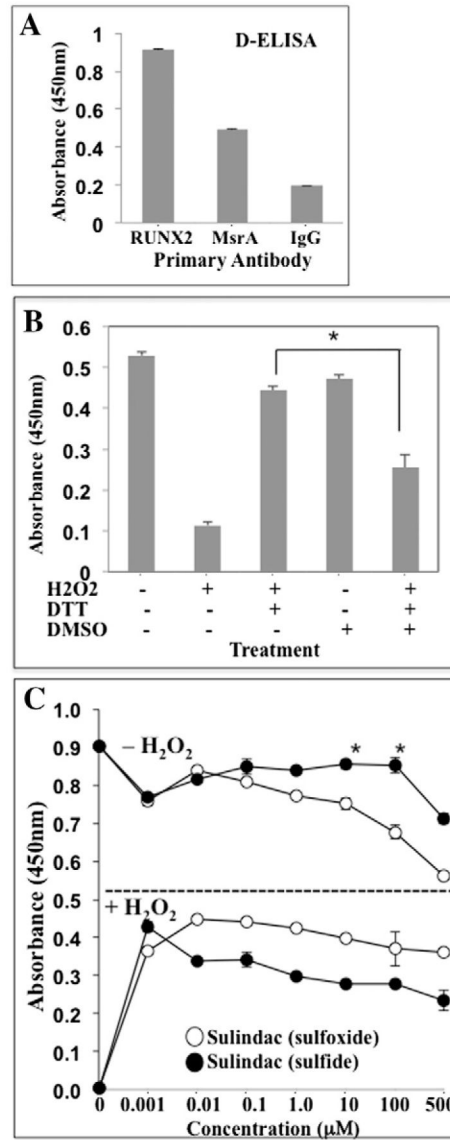 A
D-ELISA
Absorbance (450nm)
1
0.8
0.6
0.4
0.2
0
RUNX2 MsrA IgG
Primary Antibody
B
*
Absorbance (450nm)
0.6
0.5
0.4
0.3
0.2
0.1
0
H2O2 - + + - +
DTT - - + - +
DMSO - - - + +
Treatment
C
– H₂O₂
* *
Absorbance (450nm)
1.0
0.9
0.8
0.7
0.6
0.5
0.4
0.3
0.2
0.1
0.0
+ H₂O₂
Sulindac (sulfoxide)
Sulindac (sulfide)
0 0.001 0.01 0.1 1.0 10 100 500
Concentration (µM)